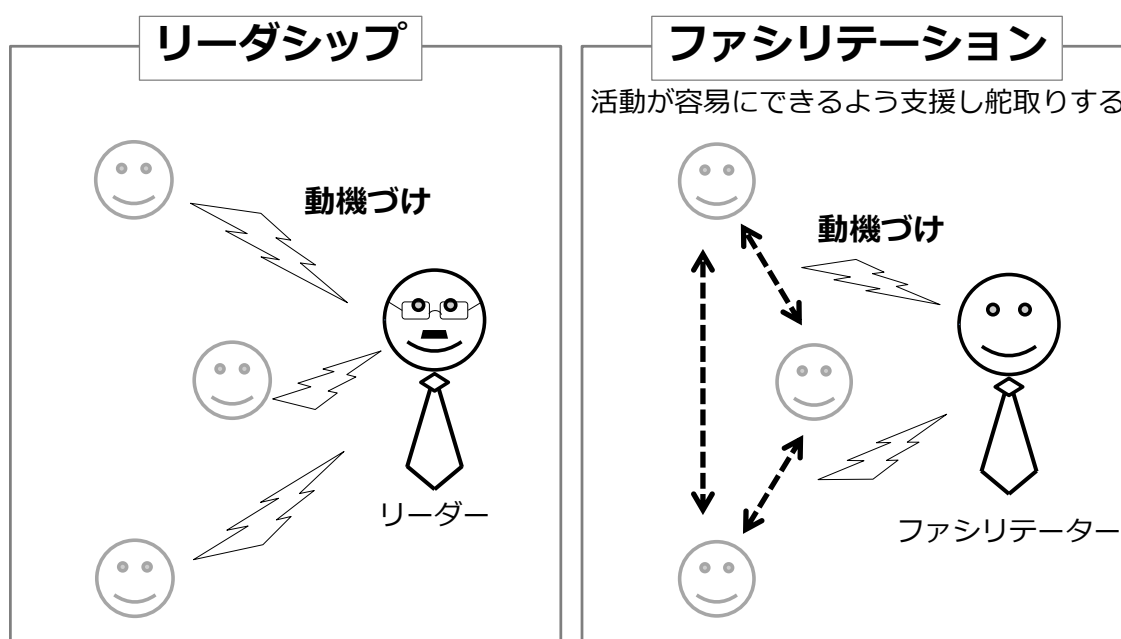 リーダシップ
動機づけ
リーダー
ファシリテーション
活動が容易にできるよう支援し舵取りする
動機づけ
ファシリテーター